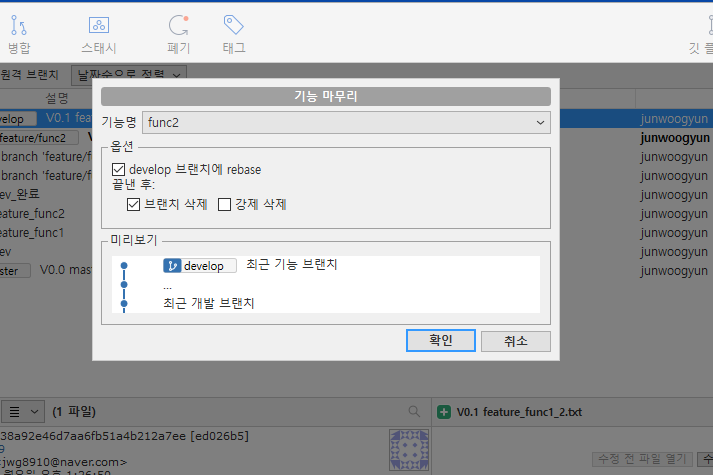 병합
스태시
폐기
태그
깃 플
원격 브랜치
날짜순으로 정렬
설명
기능 마무리
기능명
func2
옵션
develop 브랜치에 rebase
끝낸 후:
브랜치 삭제
강제 삭제
미리보기
develop
최근 기능 브랜치
...
최근 개발 브랜치
확인
취소
velop V0.1 fea
junwoogyun
feature/func2
junwoogyun
branch 'feature/f
junwoogyun
branch 'feature/f
junwoogyun
ev_완료
junwoogyun
eature_func2
junwoogyun
eature_func1
junwoogyun
ev
junwoogyun
ster V0.0 mast
junwoogyun
(1 파일)
V0.1 feature_func1_2.txt
38a92e46d7aa6fb51a4b212a7ee [ed026b5]
9
jwg8910@naver.com>
수정 전 파일 열기
수